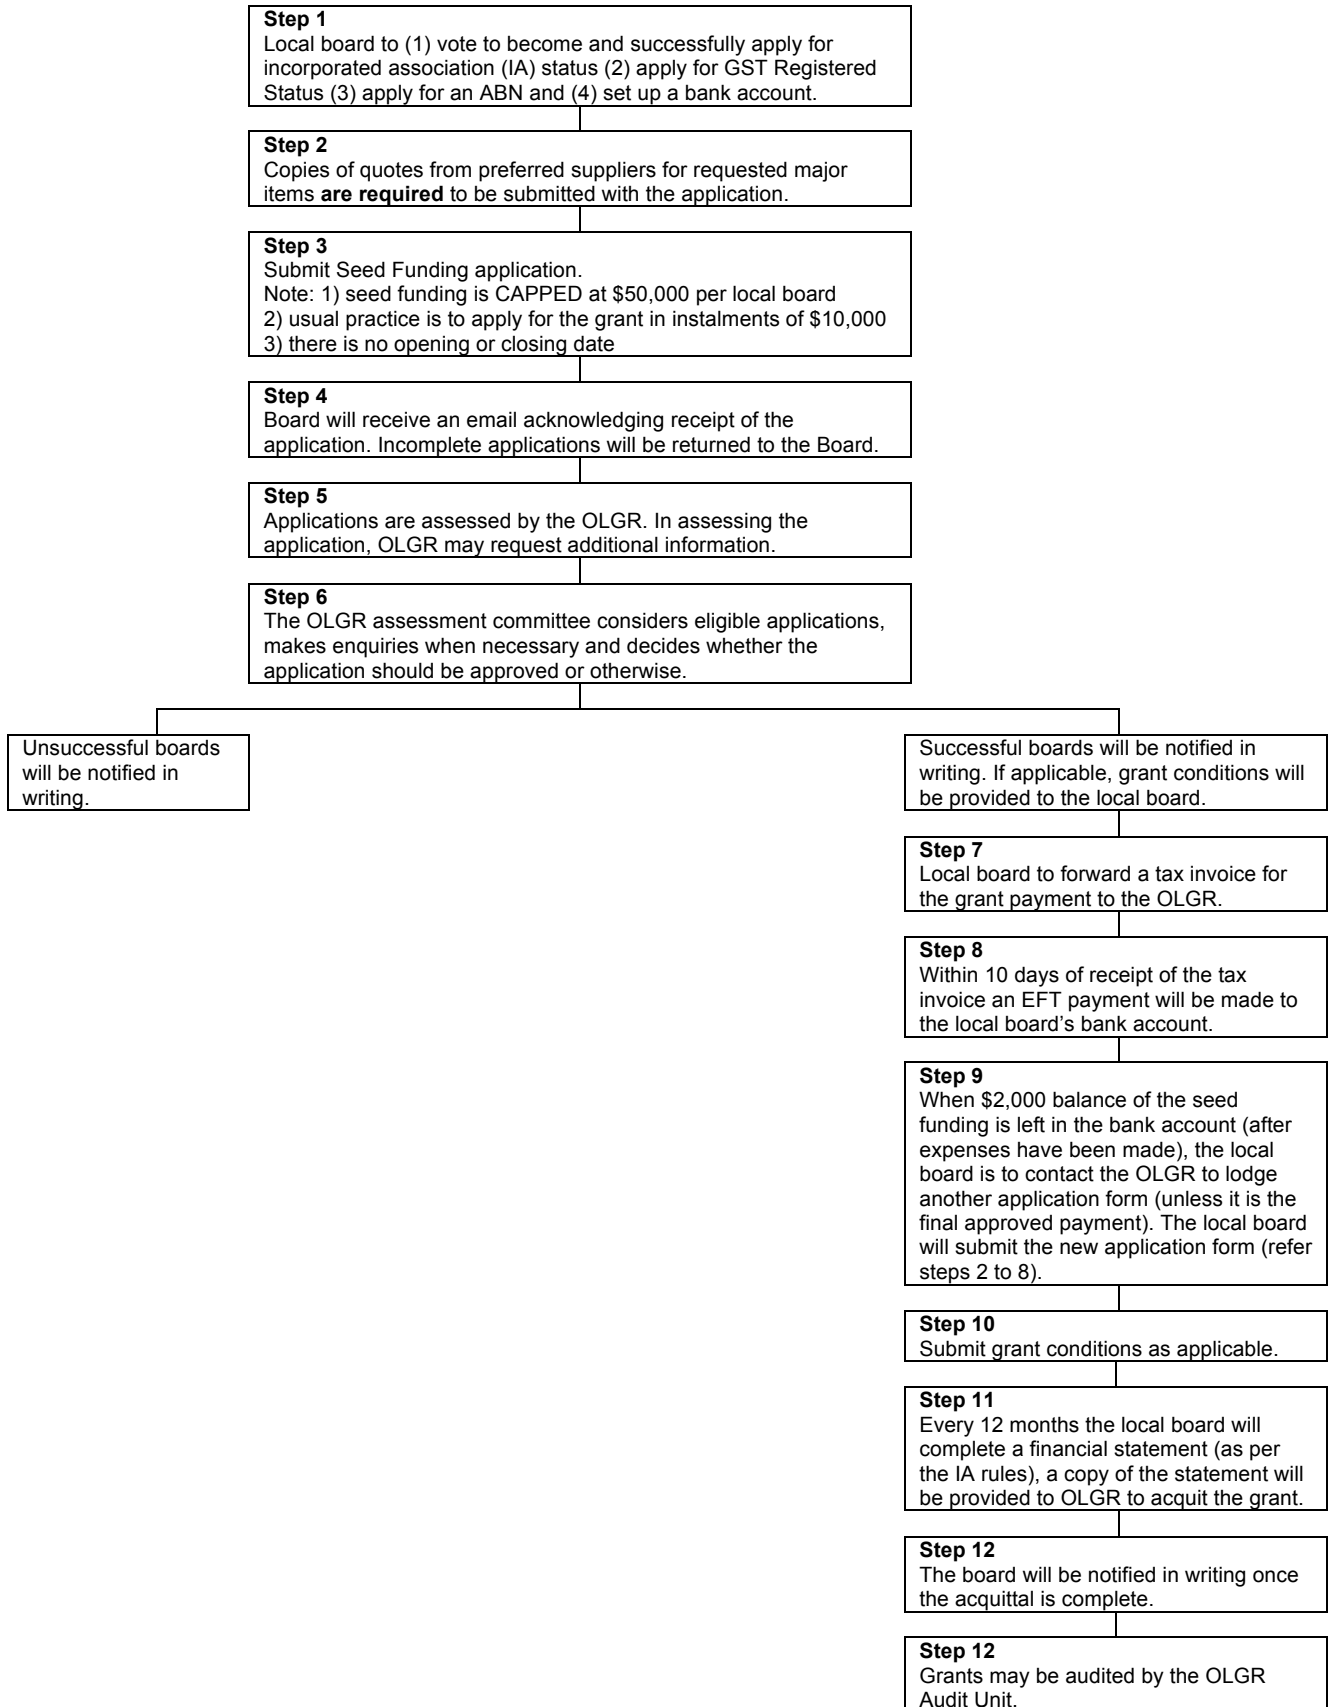 Step 1
Local board to (1) vote to become and successfully apply for
incorporated association (IA) status (2) apply for GST Registered
Status (3) apply for an ABN and (4) set up a bank account.
Step 2
Copies of quotes from preferred suppliers for requested major
items are required to be submitted with the application.
Step 3
Submit Seed Funding application.
Note: 1) seed funding is CAPPED at $50,000 per local board
2) usual practice is to apply for the grant in instalments of $10,000
3) there is no opening or closing date
Step 4
Board will receive an email acknowledging receipt of the
application. Incomplete applications will be returned to the Board.
Step 5
Applications are assessed by the OLGR. In assessing the
application, OLGR may request additional information.
Step 6
The OLGR assessment committee considers eligible applications,
makes enquiries when necessary and decides whether the
application should be approved or otherwise.
Unsuccessful boards
will be notified in
writing.
Successful boards will be notified in
writing. If applicable, grant conditions will
be provided to the local board.
Step 7
Local board to forward a tax invoice for
the grant payment to the OLGR.
Step 8
Within 10 days of receipt of the tax
invoice an EFT payment will be made to
the local board's bank account.
Step 9
When $2,000 balance of the seed
funding is left in the bank account (after
expenses have been made), the local
board is to contact the OLGR to lodge
another application form (unless it is the
final approved payment). The local board
will submit the new application form (refer
steps 2 to 8).
Step 10
Submit grant conditions as applicable.
Step 11
Every 12 months the local board will
complete a financial statement (as per
the IA rules), a copy of the statement will
be provided to OLGR to acquit the grant.
Step 12
The board will be notified in writing once
the acquittal is complete.
Step 12
Grants may be audited by the OLGR
Audit Unit.